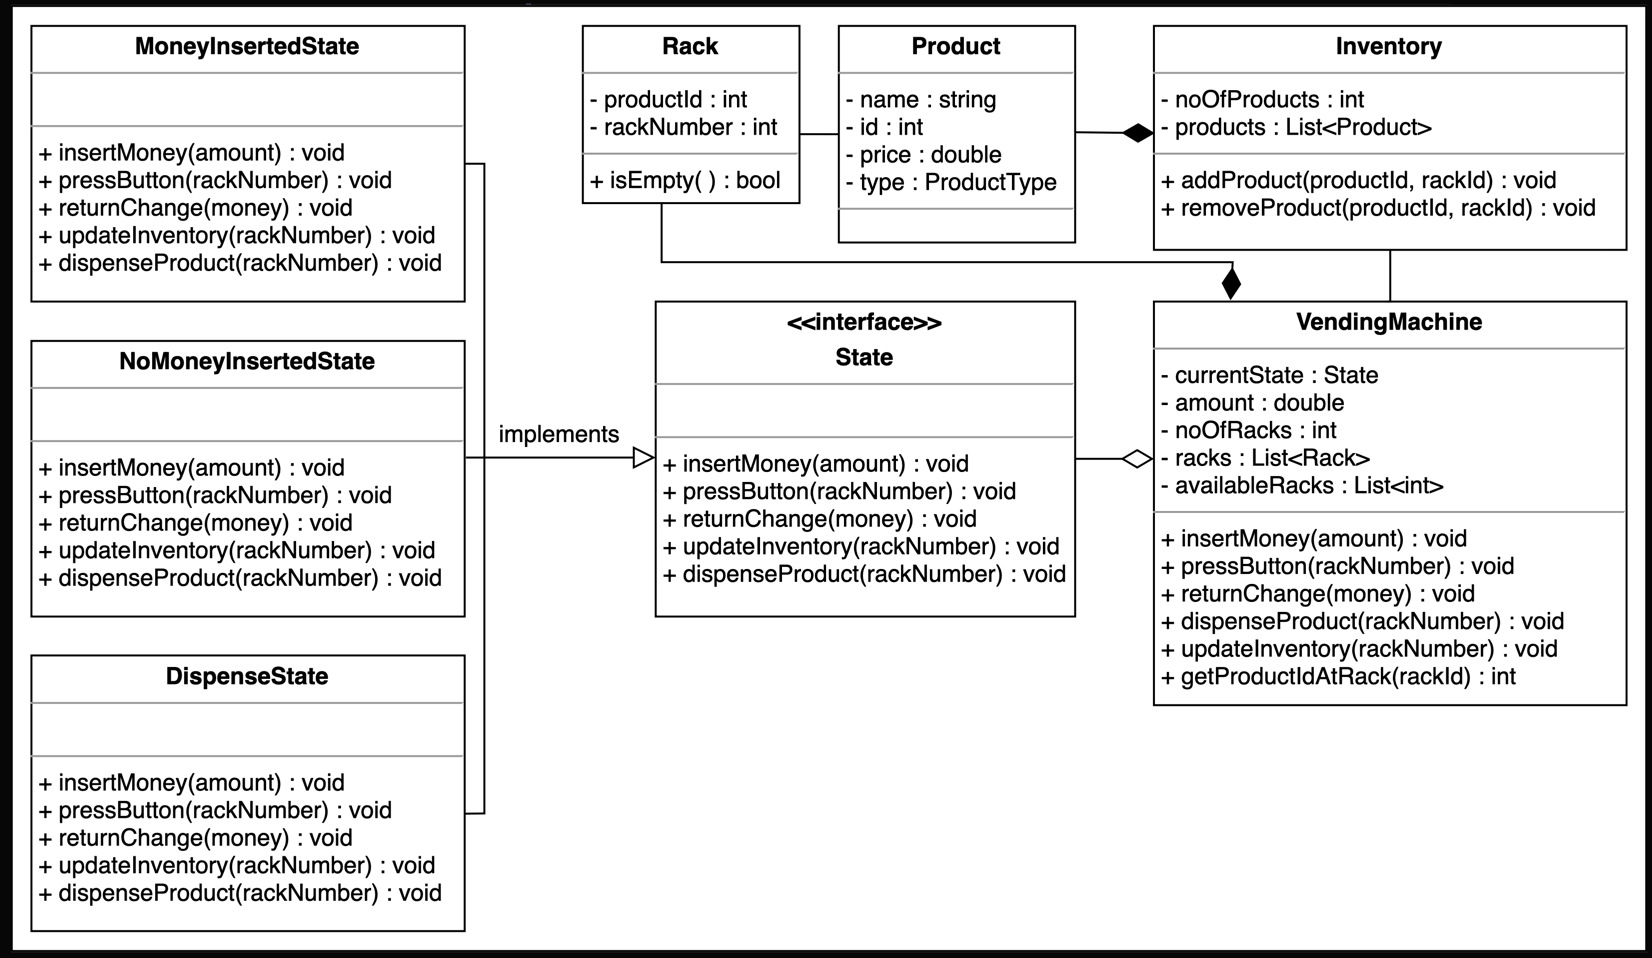 MoneyInsertedState
+ insertMoney(amount) : void
+ pressButton(rackNumber) : void
+ returnChange(money) : void
+ updateInventory(rackNumber) : void
+ dispenseProduct(rackNumber) : void
Rack
- productId : int
- rackNumber : int
+ isEmpty( ) : bool
Product
- name : string
- id : int
- price : double
- type : ProductType
Inventory
- noOfProducts : int
- products : List<Product>
+ addProduct(productId, rackId) : void
+ removeProduct(productId, rackId) : void
NoMoneyInsertedState
+ insertMoney(amount) : void
+ pressButton(rackNumber) : void
+ returnChange(money) : void
+ updateInventory(rackNumber) : void
+ dispenseProduct(rackNumber) : void
implements
<<interface>>
State
+ insertMoney(amount) : void
+ pressButton(rackNumber) : void
+ returnChange(money) : void
+ updateInventory(rackNumber) : void
+ dispenseProduct(rackNumber) : void
VendingMachine
- currentState : State
- amount : double
- noOfRacks : int
- racks : List<Rack>
- availableRacks : List<int>
+ insertMoney(amount) : void
+ pressButton(rackNumber) : void
+ returnChange(money) : void
+ dispenseProduct(rackNumber) : void
+ updateInventory(rackNumber) : void
+ getProductIdAtRack(rackId) : int
DispenseState
+ insertMoney(amount) : void
+ pressButton(rackNumber) : void
+ returnChange(money) : void
+ updateInventory(rackNumber) : void
+ dispenseProduct(rackNumber) : void